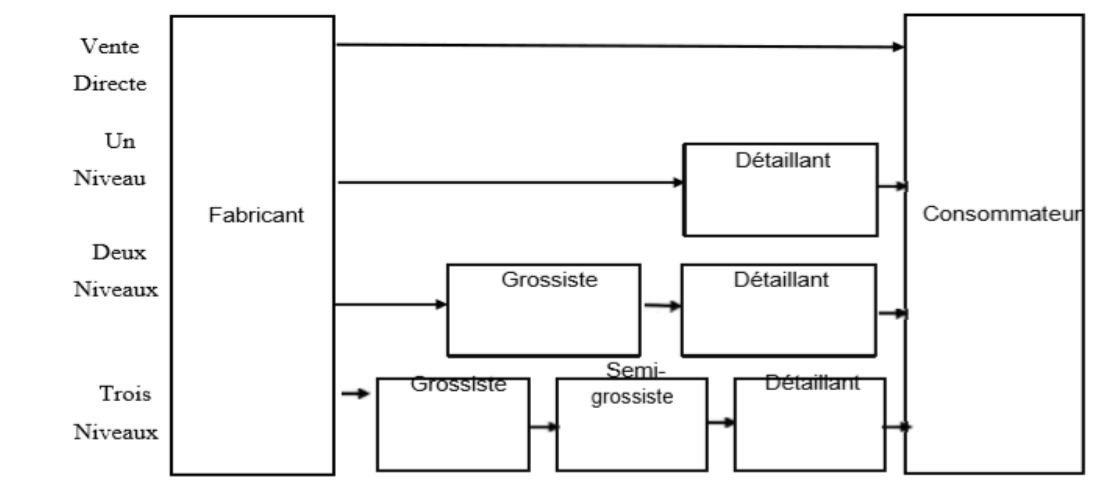 Vente
Directe
Un
Niveau
Détaillant
Fabricant
Consommateur
Deux
Niveaux
Grossiste
Détaillant
Trois
Niveaux
Grossiste
Semi-
grossiste
Détaillant